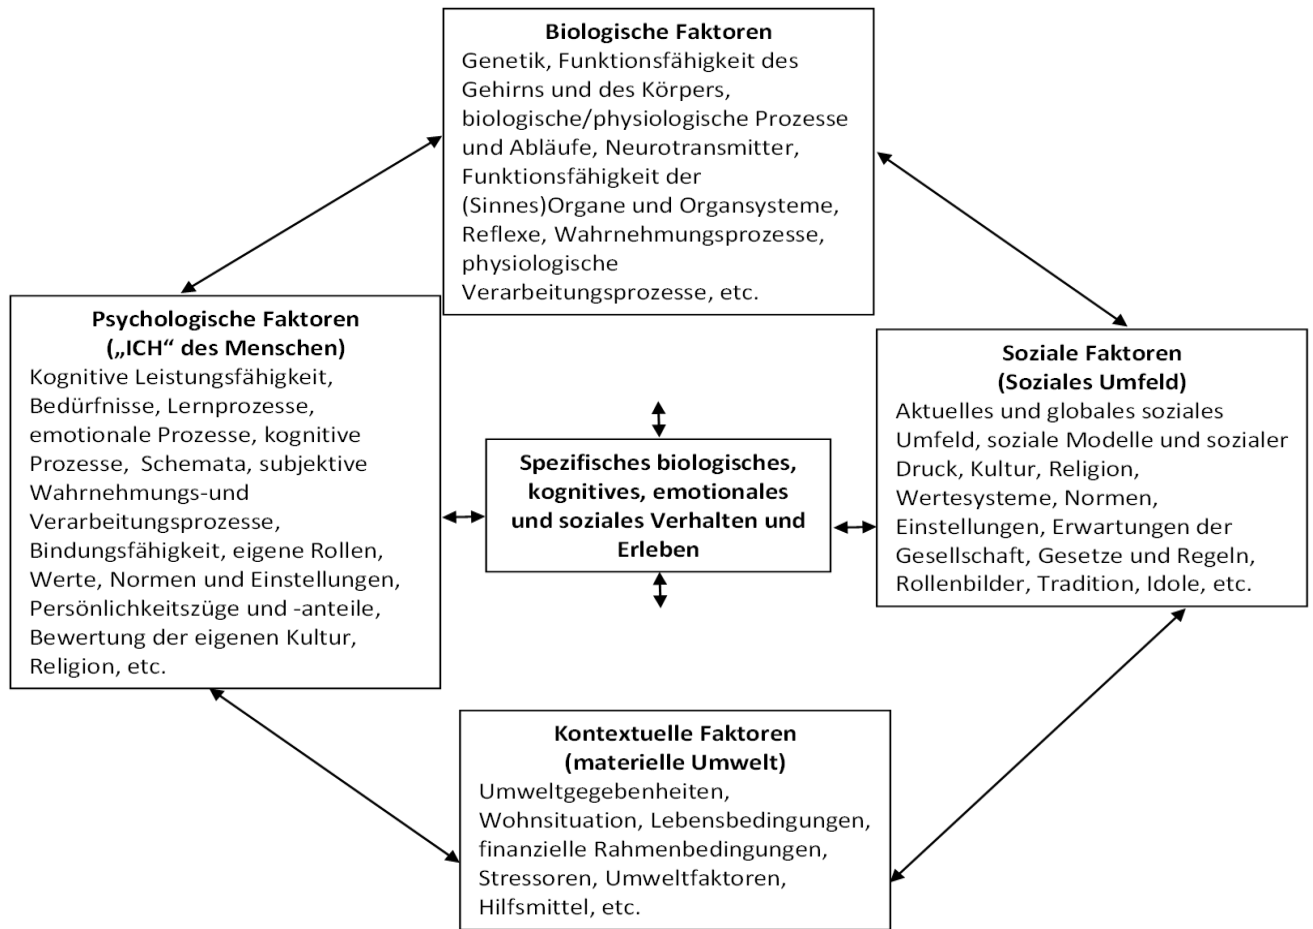 Biologische Faktoren
Genetik, Funktionsfähigkeit des
Gehirns und des Körpers,
biologische/physiologische Prozesse
und Abläufe, Neurotransmitter,
Funktionsfähigkeit der
(Sinnes)Organe und Organsysteme,
Reflexe, Wahrnehmungsprozesse,
physiologische
Verarbeitungsprozesse, etc.
Psychologische Faktoren
(„ICH“ des Menschen)
Kognitive Leistungsfähigkeit,
Bedürfnisse, Lernprozesse,
emotionale Prozesse, kognitive
Prozesse,  Schemata, subjektive
Wahrnehmungs-und
Verarbeitungsprozesse,
Bindungsfähigkeit, eigene Rollen,
Werte, Normen und Einstellungen,
Persönlichkeitszüge und -anteile,
Bewertung der eigenen Kultur,
Religion, etc.
Spezifisches biologisches,
kognitives, emotionales
und soziales Verhalten und
Erleben
Soziale Faktoren
(Soziales Umfeld)
Aktuelles und globales soziales
Umfeld, soziale Modelle und sozialer
Druck, Kultur, Religion,
Wertesysteme, Normen,
Einstellungen, Erwartungen der
Gesellschaft, Gesetze und Regeln,
Rollenbilder, Tradition, Idole, etc.
Kontextuelle Faktoren
(materielle Umwelt)
Umweltgegebenheiten,
Wohnsituation, Lebensbedingungen,
finanzielle Rahmenbedingungen,
Stressoren, Umweltfaktoren,
Hilfsmittel, etc.